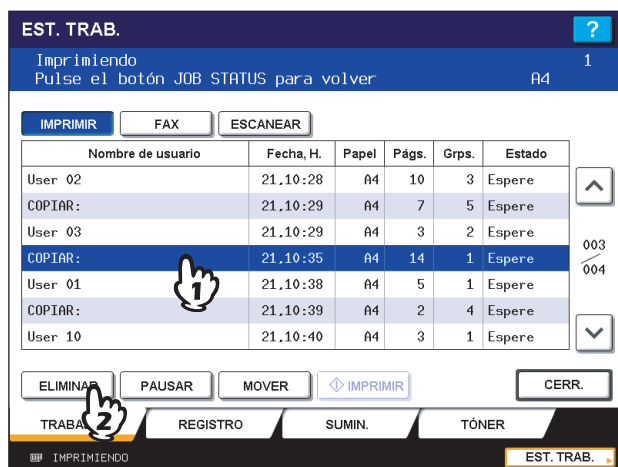 EST. TRAB. ?
Imprimiendo 1
Pulse el botón JOB STATUS para volver A4
IMPRIMIR FAX ESCANEAR
Nombre de usuario Fecha, H. Papel Págs. Grps. Estado
User 02 21,10:28 A4 10 3 Espere
COPIAR: 21,10:29 A4 7 5 Espere
User 03 21,10:29 A4 3 2 Espere
COPIAR: 21,10:35 A4 14 1 Espere
User 01 21,10:38 A4 5 1 Espere
COPIAR: 21,10:39 A4 2 4 Espere
User 10 21,10:40 A4 3 1 Espere
003
004
1
ELIMINAR PAUSAR MOVER IMPRIMIR CERR.
2
TRABA REGISTRO SUMIN. TÓNER
IMPRIMIENDO EST. TRAB.